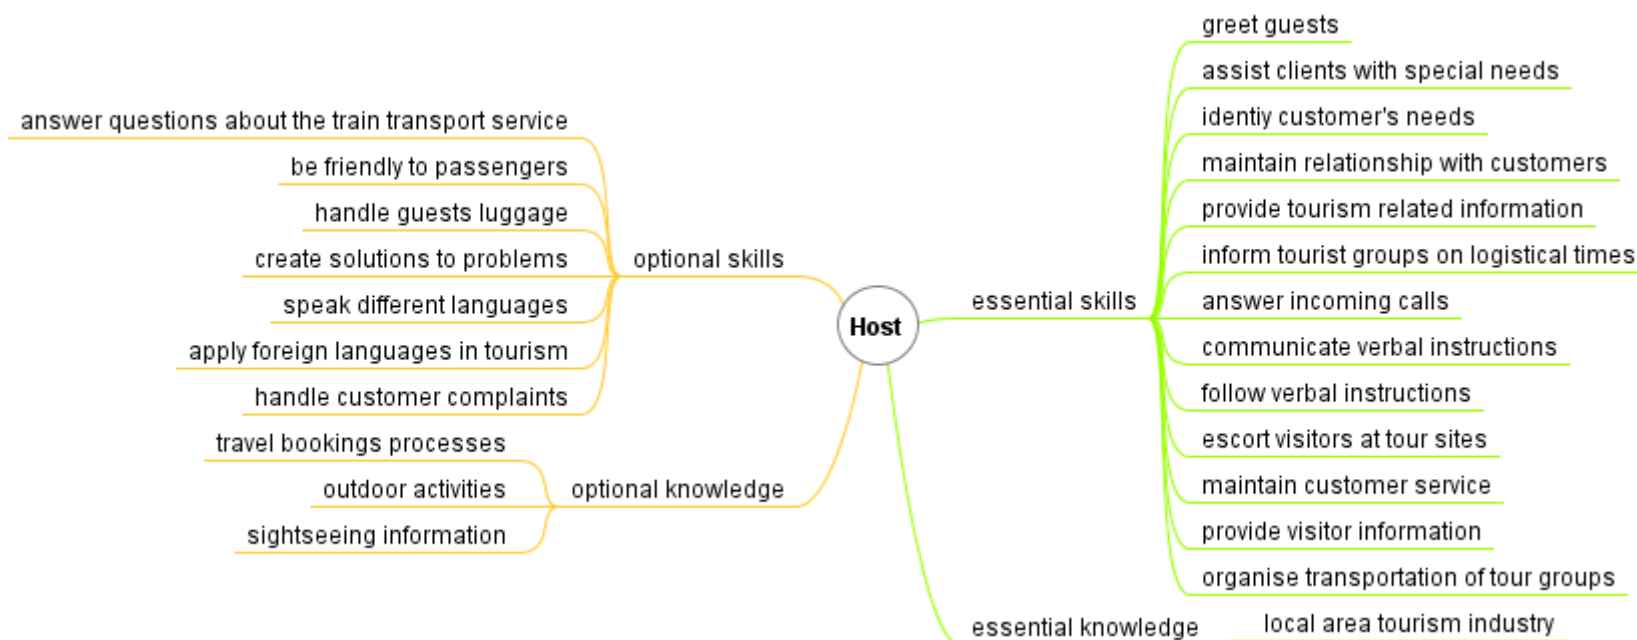 Host
essential skills
greet guests
assist clients with special needs
identiy customer's needs
maintain relationship with customers
provide tourism related information
inform tourist groups on logistical times
answer incoming calls
communicate verbal instructions
follow verbal instructions
escort visitors at tour sites
maintain customer service
provide visitor information
organise transportation of tour groups
essential knowledge
local area tourism industry
optional skills
answer questions about the train transport service
be friendly to passengers
handle guests luggage
create solutions to problems
speak different languages
apply foreign languages in tourism
handle customer complaints
optional knowledge
travel bookings processes
outdoor activities
sightseeing information